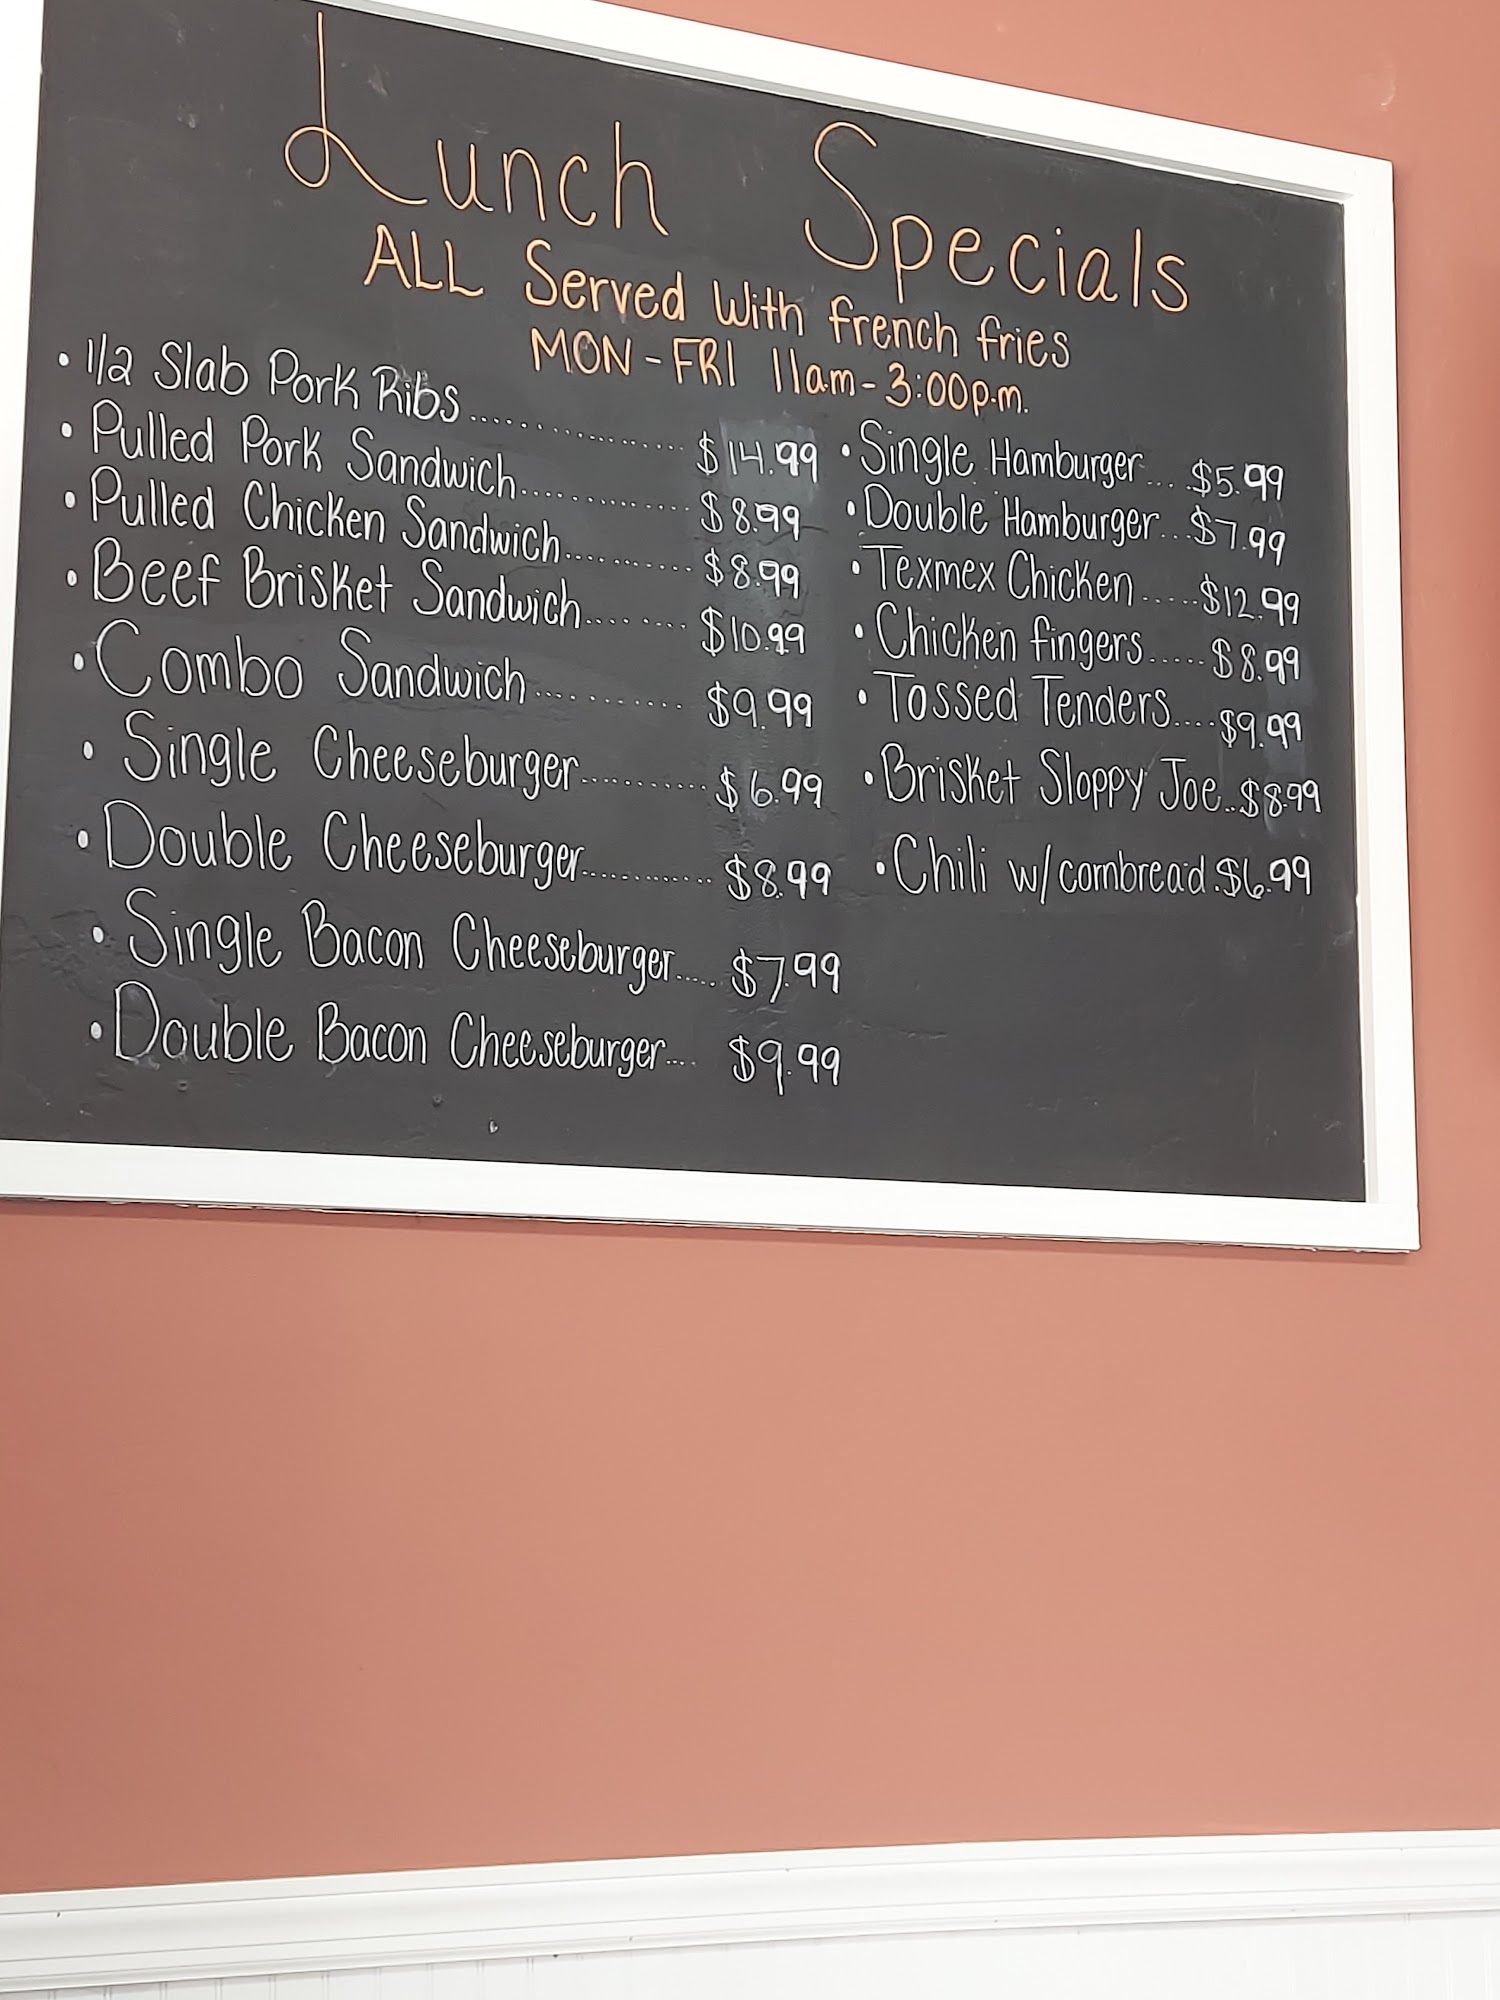 Lunch Specials
ALL Served With french fries
MON - FRI 11am - 3:00p.m.
• 1/2 Slab Pork Ribs................. $14.99
• Pulled Pork Sandwich............... $8.99
• Pulled Chicken Sandwich............ $8.99
• Beef Brisket Sandwich........ $10.99
• Combo Sandwich............ $9.99
• Single Cheeseburger........... $6.99
• Double Cheeseburger............ $8.99
• Single Bacon Cheeseburger..... $7.99
• Double Bacon Cheeseburger.... $9.99
• Single Hamburger.... $5.99
• Double Hamburger...$7.99
• Texmex Chicken.....$12.99
• Chicken fingers.....$8.99
• Tossed Tenders....$9.99
• Brisket Sloppy Joe..$8.99
• Chili w/cornbread.$6.99